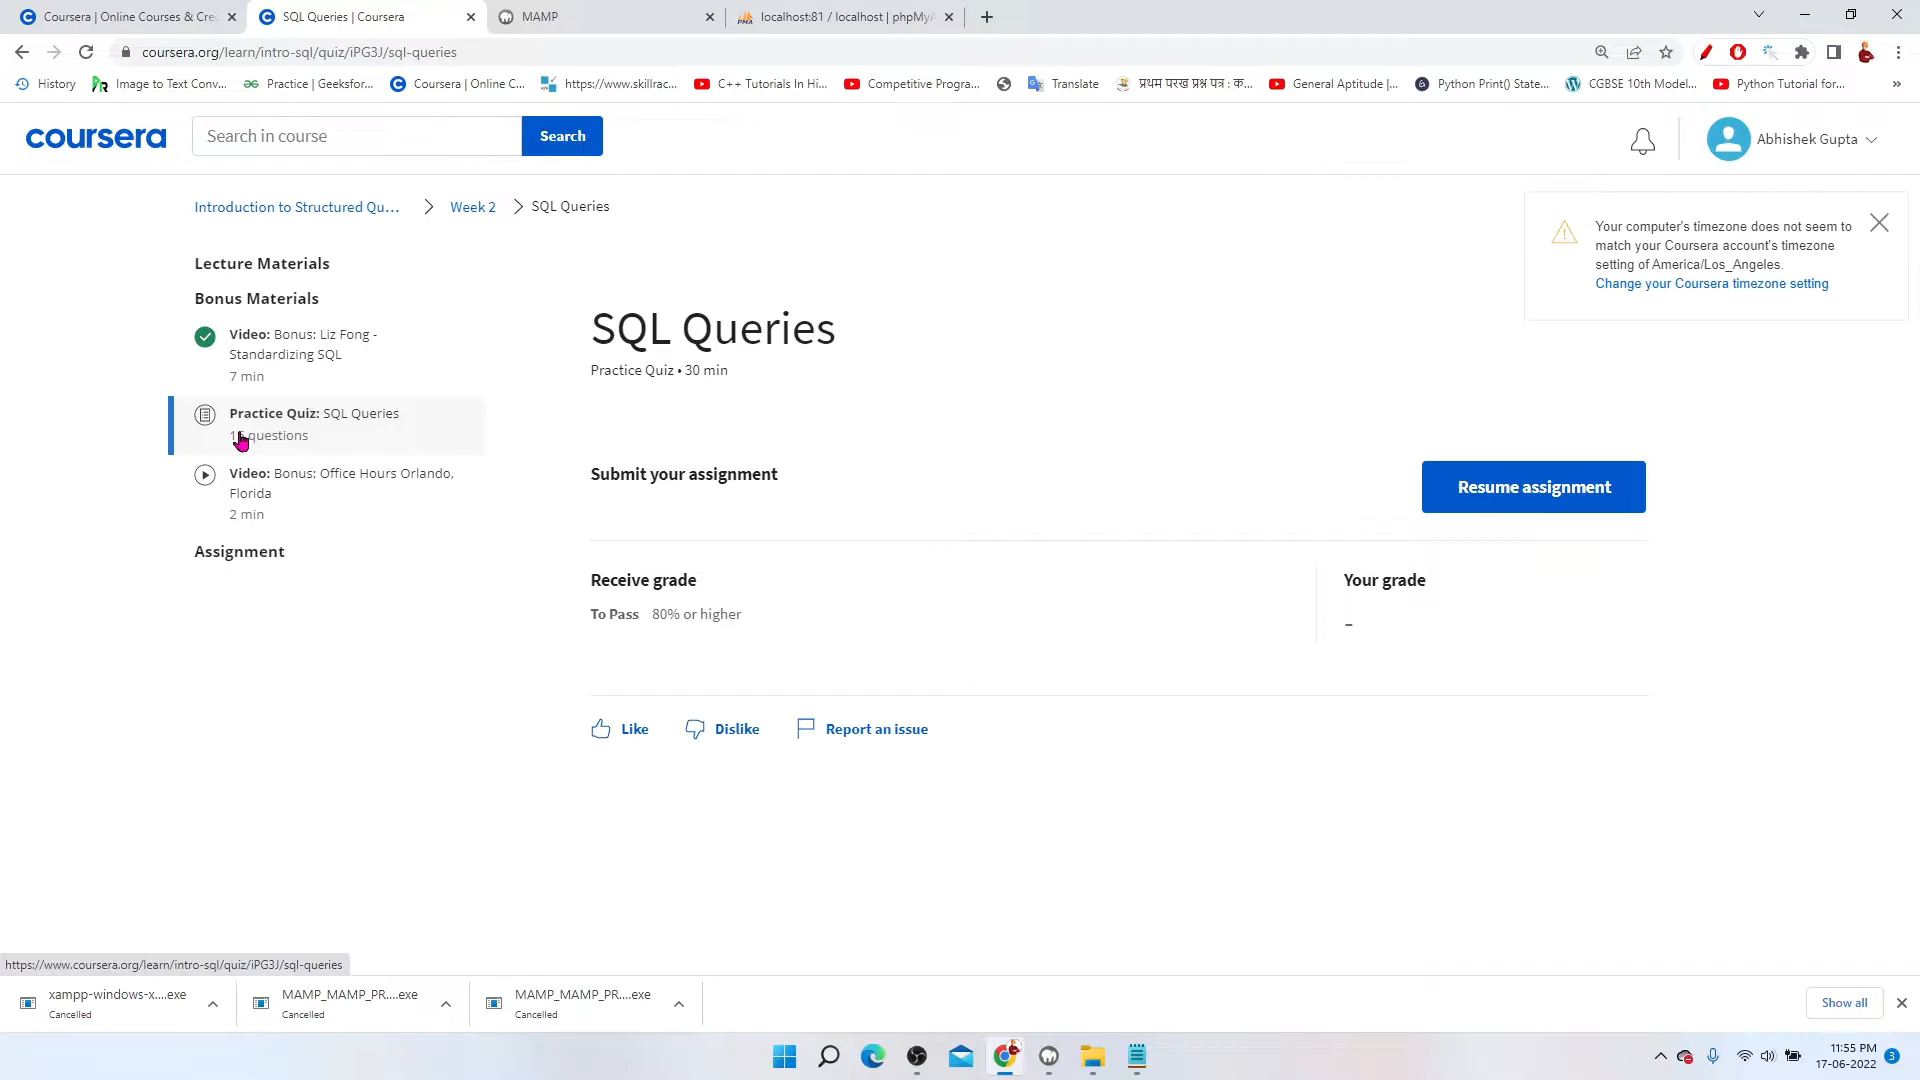 Coursera | Online Courses & Cre
SQL Queries | Coursera
MAMP
localhost:81 / localhost | phpMyA
coursera.org/learn/intro-sql/quiz/iPG3J/sql-queries
History
Image to Text Conv...
Practice | Geeksfor...
Coursera | Online C...
https://www.skillrac...
C++ Tutorials In Hi...
Competitive Progra...
Translate
प्रथम परख प्रश्न पत्र : क...
General Aptitude |...
Python Print() State...
CGBSE 10th Model...
Python Tutorial for...
»
coursera
Search in course
Search
Abhishek Gupta
Introduction to Structured Qu...
Week 2
SQL Queries
Your computer's timezone does not seem to
match your Coursera account's timezone
setting of America/Los_Angeles.
Change your Coursera timezone setting
Lecture Materials
Bonus Materials
Video: Bonus: Liz Fong -
Standardizing SQL
7 min
Practice Quiz: SQL Queries
questions
Video: Bonus: Office Hours Orlando,
Florida
2 min
Assignment
SQL Queries
Practice Quiz • 30 min
Submit your assignment
Resume assignment
Receive grade
To Pass 80% or higher
Your grade
–
Like
Dislike
Report an issue
https://www.coursera.org/learn/intro-sql/quiz/iPG3J/sql-queries
xampp-windows-x....exe
Cancelled
MAMP_MAMP_PR....exe
Cancelled
MAMP_MAMP_PR....exe
Cancelled
Show all
11:55 PM
17-06-2022
3